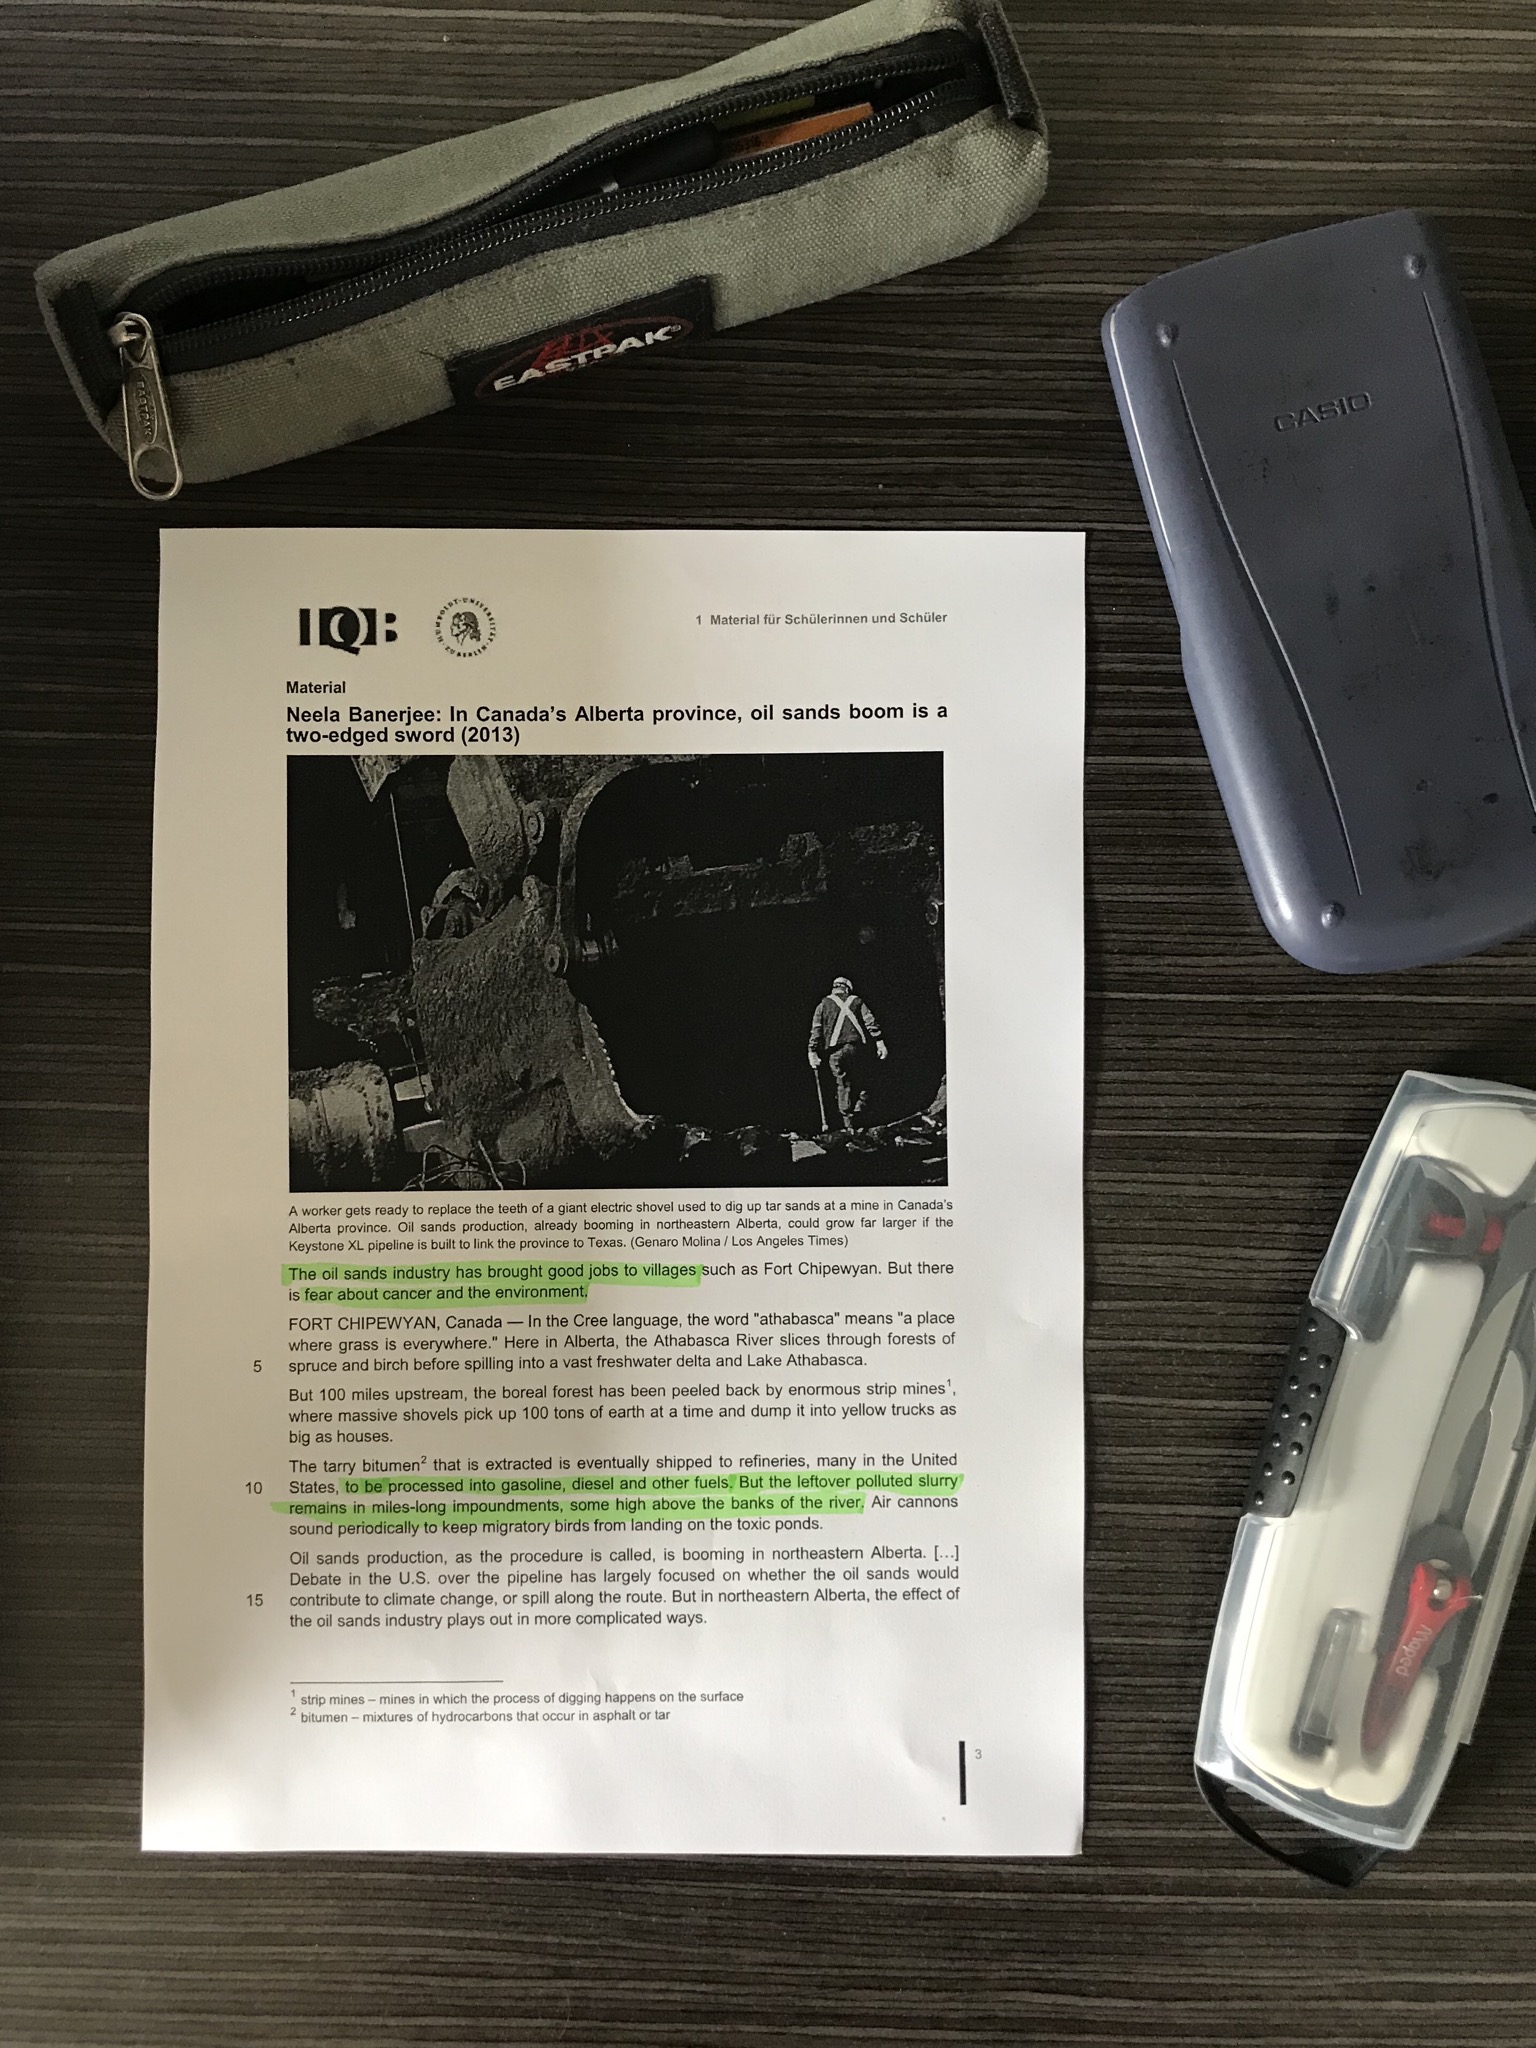 EASTPAK
EASTPAK
CASIO
IQB
HUMBOLDT-UNIVERSITÄT
ZU BERLIN
1 Material für Schülerinnen und Schüler
Material
Neela Banerjee: In Canada's Alberta province, oil sands boom is a
two-edged sword (2013)
A worker gets ready to replace the teeth of a giant electric shovel used to dig up tar sands at a mine in Canada's
Alberta province. Oil sands production, already booming in northeastern Alberta, could grow far larger if the
Keystone XL pipeline is built to link the province to Texas. (Genaro Molina / Los Angeles Times)
The oil sands industry has brought good jobs to villages such as Fort Chipewyan. But there
is fear about cancer and the environment.
FORT CHIPEWYAN, Canada — In the Cree language, the word "athabasca" means "a place
where grass is everywhere." Here in Alberta, the Athabasca River slices through forests of
5 spruce and birch before spilling into a vast freshwater delta and Lake Athabasca.
But 100 miles upstream, the boreal forest has been peeled back by enormous strip mines¹,
where massive shovels pick up 100 tons of earth at a time and dump it into yellow trucks as
big as houses.
The tarry bitumen² that is extracted is eventually shipped to refineries, many in the United
10 States, to be processed into gasoline, diesel and other fuels. But the leftover polluted slurry
remains in miles-long impoundments, some high above the banks of the river. Air cannons
sound periodically to keep migratory birds from landing on the toxic ponds.
Oil sands production, as the procedure is called, is booming in northeastern Alberta. [...]
Debate in the U.S. over the pipeline has largely focused on whether the oil sands would
15 contribute to climate change, or spill along the route. But in northeastern Alberta, the effect of
the oil sands industry plays out in more complicated ways.
¹ strip mines – mines in which the process of digging happens on the surface
² bitumen – mixtures of hydrocarbons that occur in asphalt or tar
3
Maped